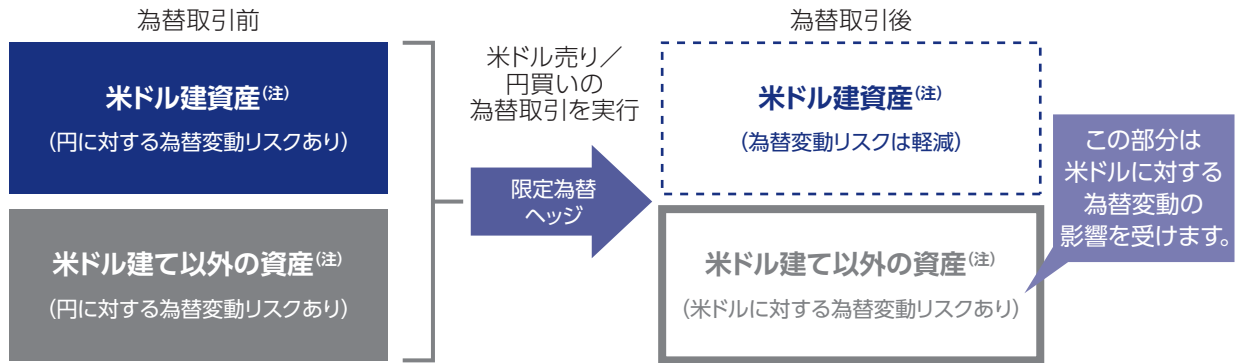 為替取引前
米ドル建資産(注)
(円に対する為替変動リスクあり)
米ドル建て以外の資産(注)
(円に対する為替変動リスクあり)
米ドル売り／
円買いの
為替取引を実行
限定為替
ヘッジ
為替取引後
米ドル建資産(注)
(為替変動リスクは軽減)
米ドル建て以外の資産(注)
(米ドルに対する為替変動リスクあり)
この部分は
米ドルに対する
為替変動の
影響を受けます。